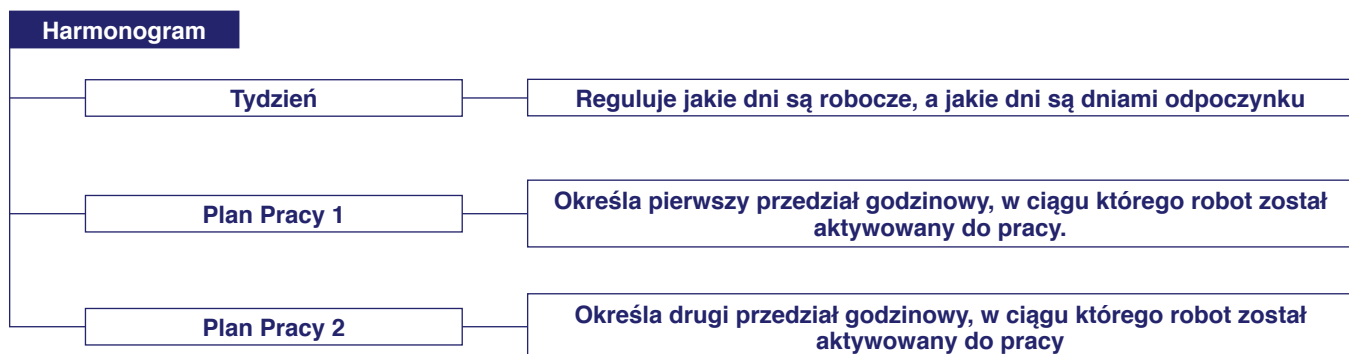 Harmonogram
Tydzień
Reguluje jakie dni są robocze, a jakie dni są dniami odpoczynku
Plan Pracy 1
Określa pierwszy przedział godzinowy, w ciągu którego robot został
aktywowany do pracy.
Plan Pracy 2
Określa drugi przedział godzinowy, w ciągu którego robot został
aktywowany do pracy